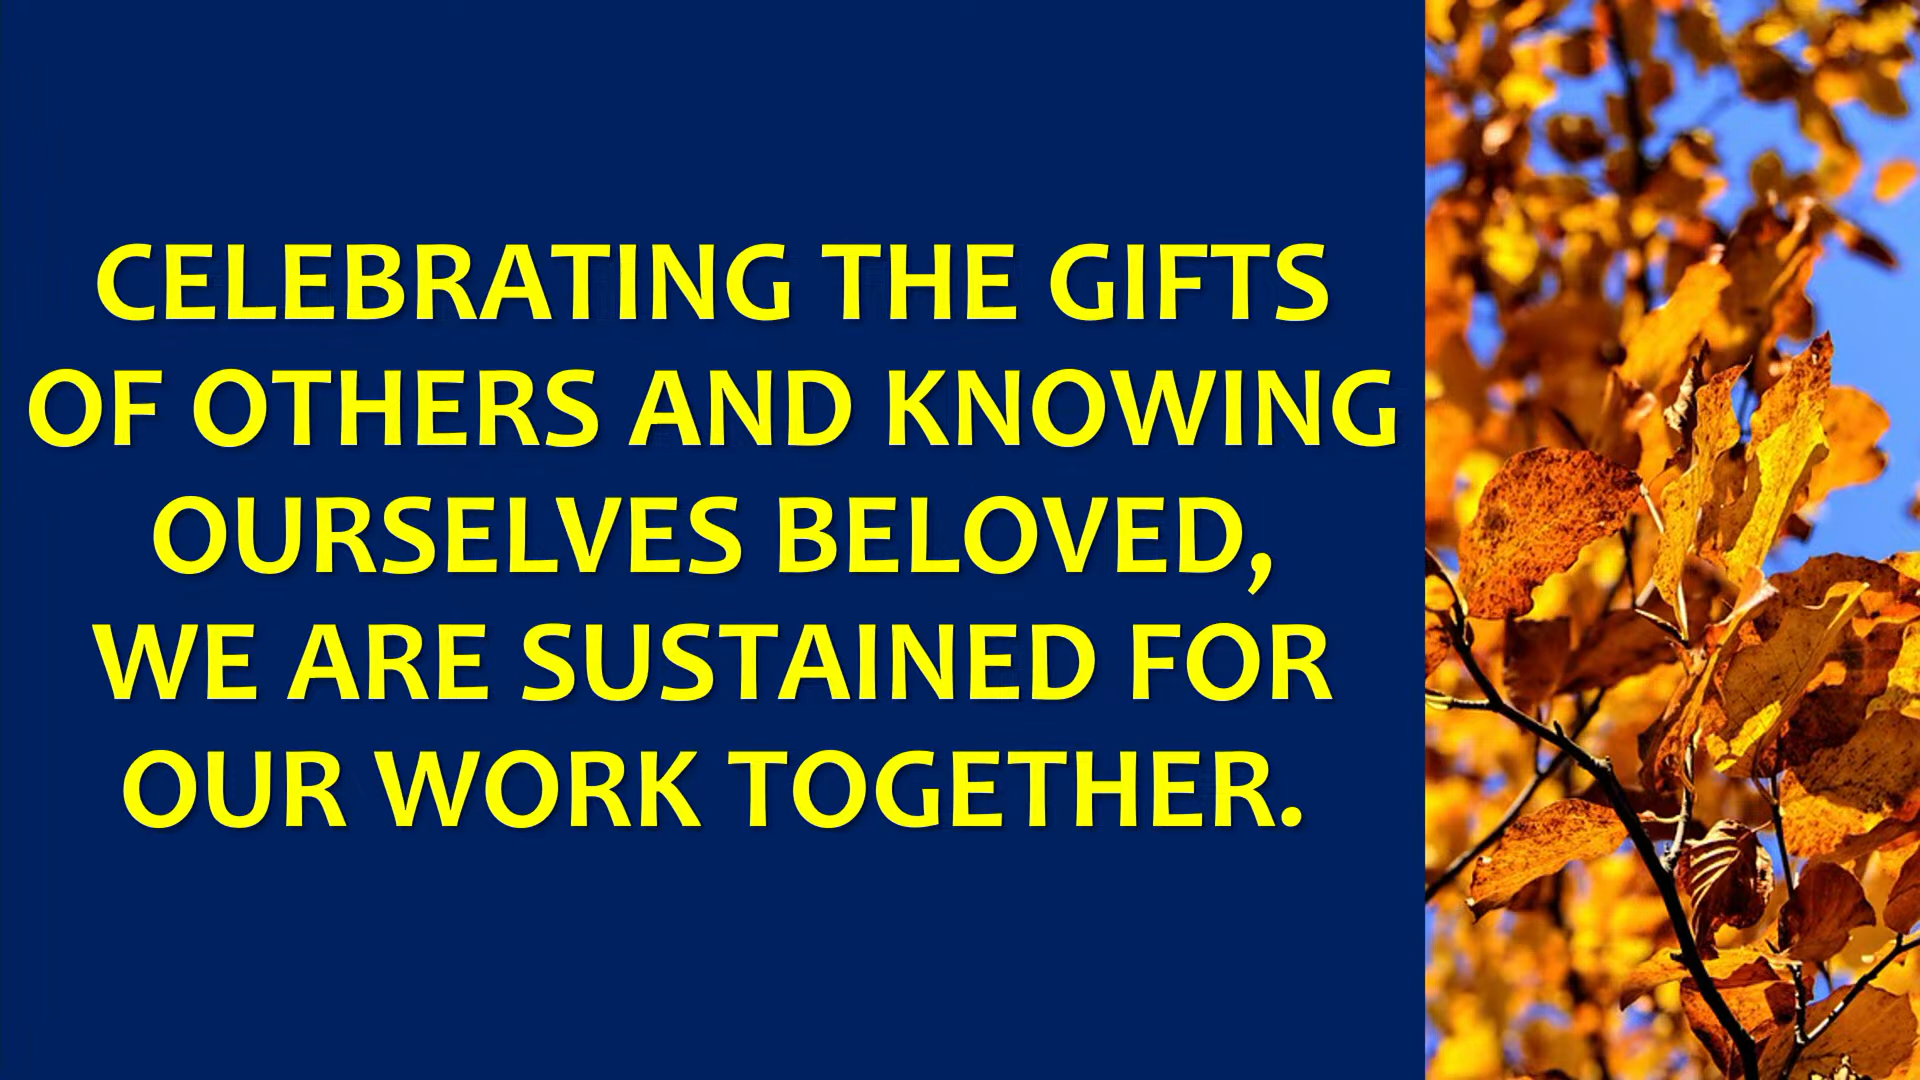 CELEBRATING THE GIFTS
OF OTHERS AND KNOWING
OURSELVES BELOVED,
WE ARE SUSTAINED FOR
OUR WORK TOGETHER.